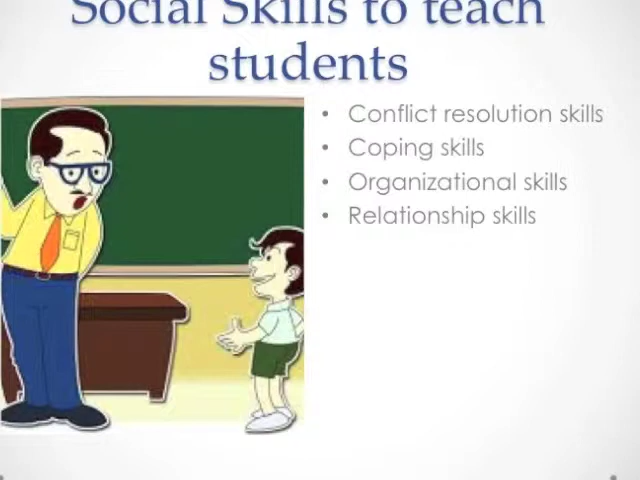 Social Skills to teach
students
• Conflict resolution skills
• Coping skills
• Organizational skills
• Relationship skills